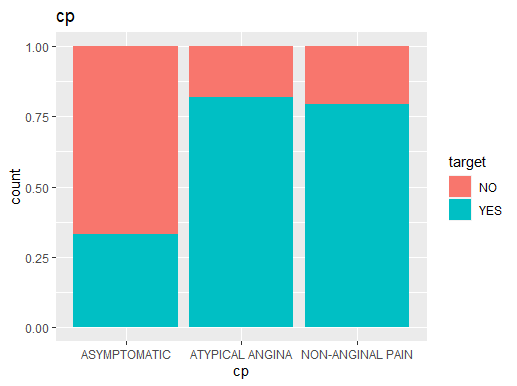 cp
1.00
0.75
0.50
0.25
0.00
count
ASYMPTOMATIC
ATYPICAL ANGINA
NON-ANGINAL PAIN
cp
target
NO
YES